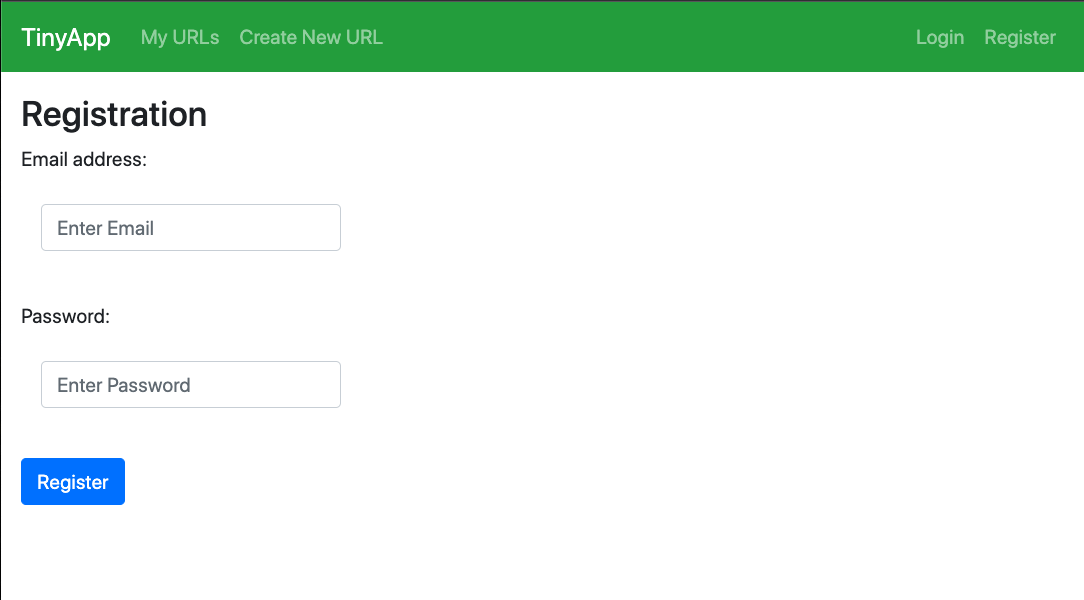 TinyApp My URLs Create New URL Login Register
Registration
Email address:
Enter Email
Password:
Enter Password
Register